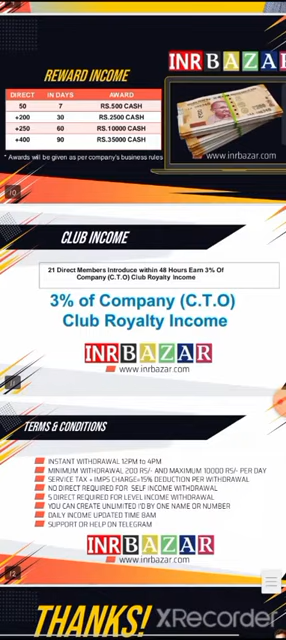 REWARD INCOME
INRBAZAR
DIRECT IN DAYS AWARD
50 7 RS.500 CASH
+200 30 RS.2500 CASH
+250 60 RS.10000 CASH
+400 90 RS.35000 CASH
* Awards will be given as per company's business rules
www.inrbazar.com
10
CLUB INCOME
21 Direct Members Introduce within 48 Hours Earn 3% Of
Company (C.T.O) Club Royalty Income
3% of Company (C.T.O)
Club Royalty Income
INRBAZAR
www.inrbazar.com
11
TERMS & CONDITIONS
INSTANT WITHDRAWAL 12PM to 4PM
MINIMUM WITHDRAWAL 200 RS/- AND MAXIMUM 10000 RS/- PER DAY
SERVICE TAX + IMPS CHARGE=15% DEDUCTION PER WITHDRAWAL
NO DIRECT REQUIRED FOR SELF INCOME WITHDRAWAL
5 DIRECT REQUIRED FOR LEVEL INCOME WITHDRAWAL
YOU CAN CREATE UNLIMITED I'D BY ONE NAME OR NUMBER
DAILY INCOME UPDATED TIME 8AM
SUPPORT OR HELP ON TELEGRAM
INRBAZAR
www.inrbazar.com
12
THANKS!
XRecorder